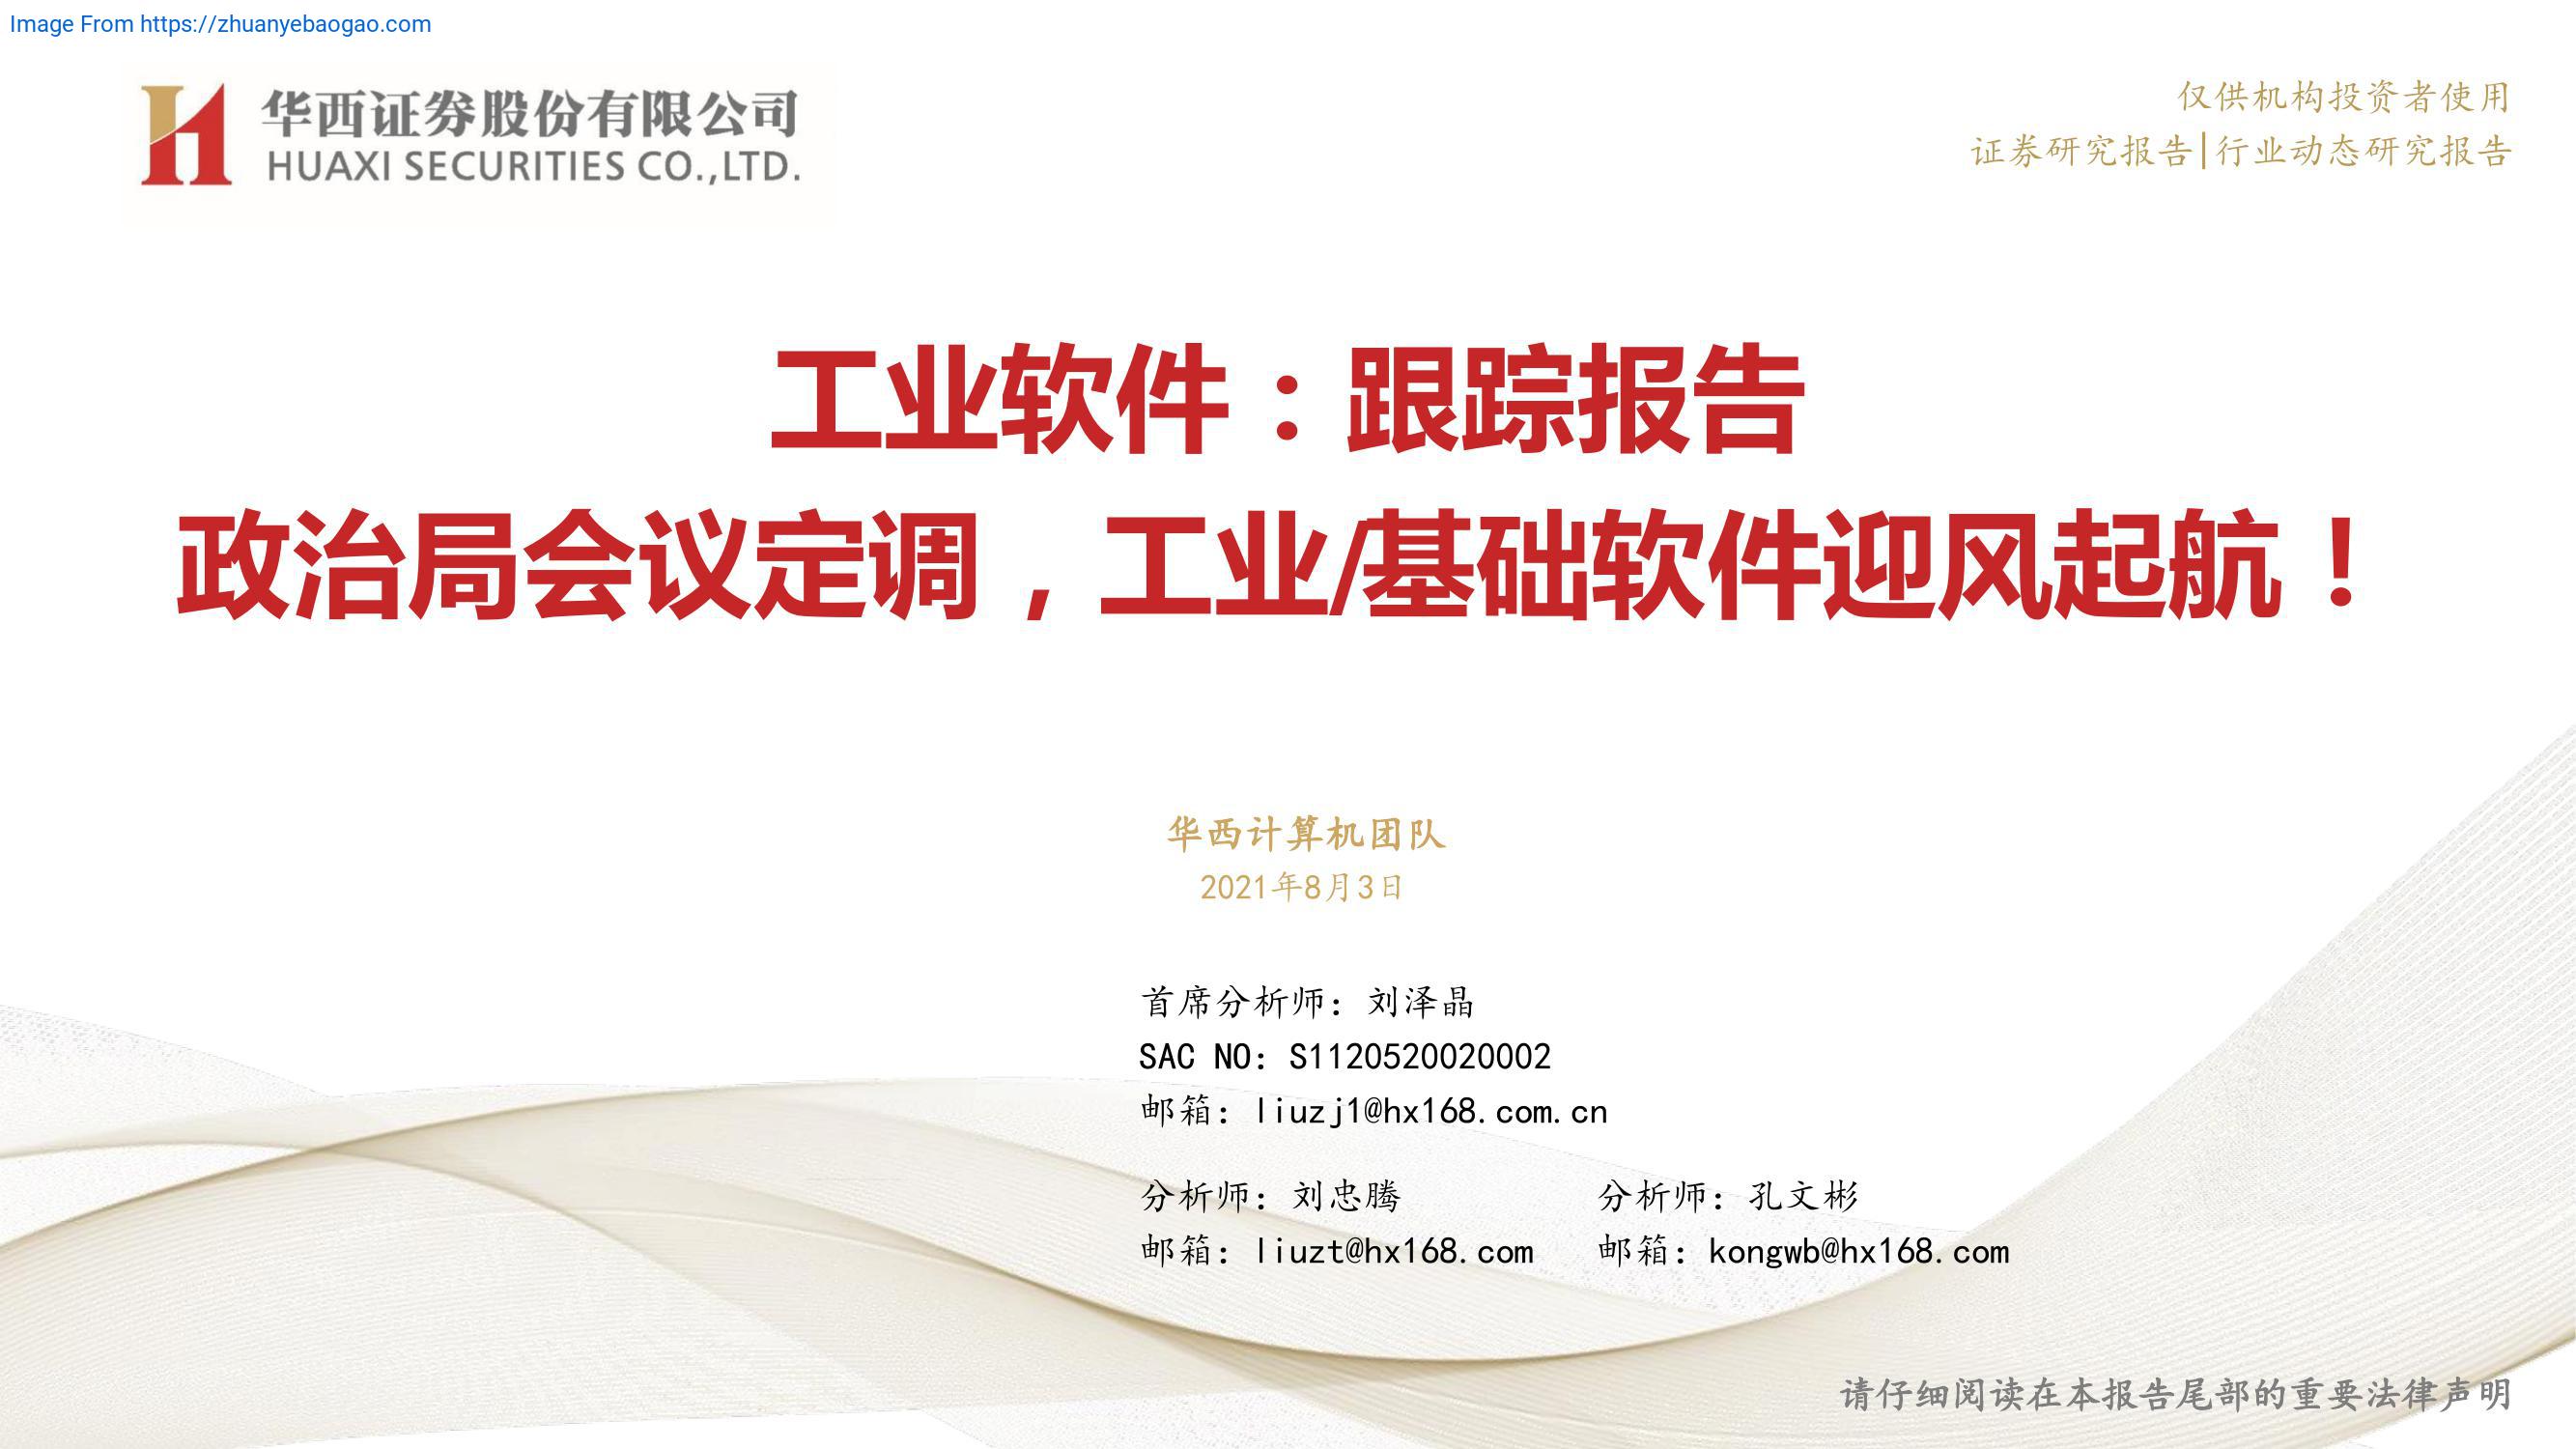 Image From https://zhuanyebaogao.com
华西证券股份有限公司
HUAXI SECURITIES CO.,LTD.
仅供机构投资者使用
证券研究报告|行业动态研究报告
工业软件：跟踪报告
政治局会议定调，工业/基础软件迎风起航！
华西计算机团队
2021年8月3日
首席分析师：刘泽晶
SAC NO：S1120520020002
邮箱：liuzj1@hx168.com.cn
分析师：刘忠腾 分析师：孔文彬
邮箱：liuzt@hx168.com 邮箱：kongwb@hx168.com
请仔细阅读在本报告尾部的重要法律声明